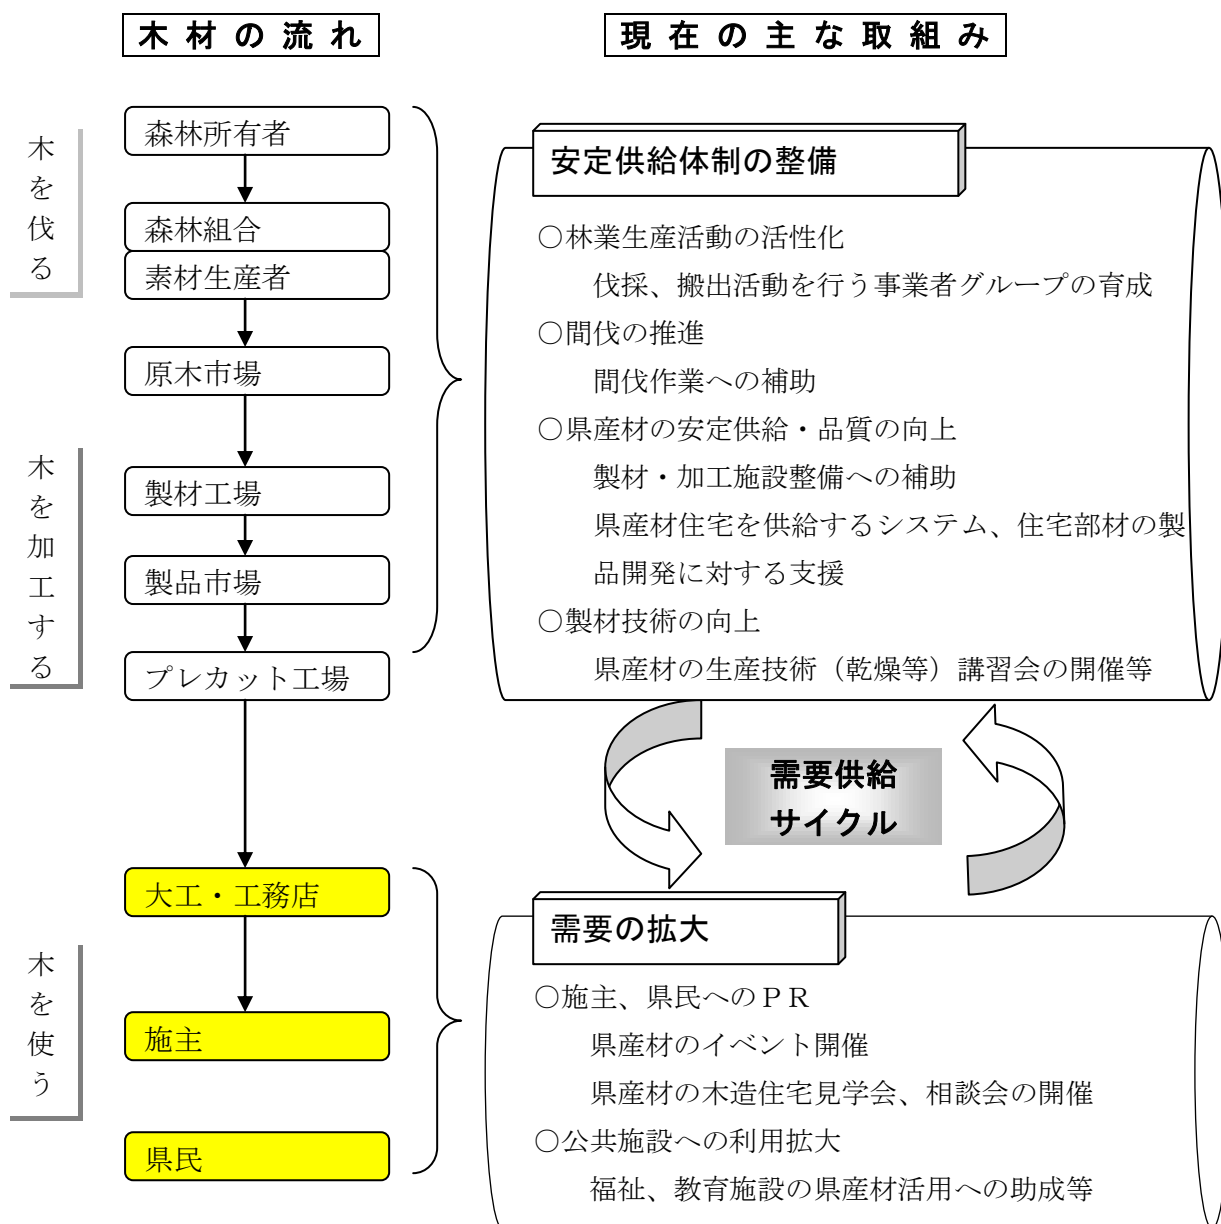 木材の流れ
現在の主な取組み
木を伐る
森林所有者
森林組合
素材生産者
原木市場
木を加工する
製材工場
製品市場
プレカット工場
木を使う
大工・工務店
施主
県民
安定供給体制の整備
○林業生産活動の活性化
伐採、搬出活動を行う事業者グループの育成
○間伐の推進
間伐作業への補助
○県産材の安定供給・品質の向上
製材・加工施設整備への補助
県産材住宅を供給するシステム、住宅部材の製
品開発に対する支援
○製材技術の向上
県産材の生産技術（乾燥等）講習会の開催等
需要供給
サイクル
需要の拡大
○施主、県民へのＰＲ
県産材のイベント開催
県産材の木造住宅見学会、相談会の開催
○公共施設への利用拡大
福祉、教育施設の県産材活用への助成等